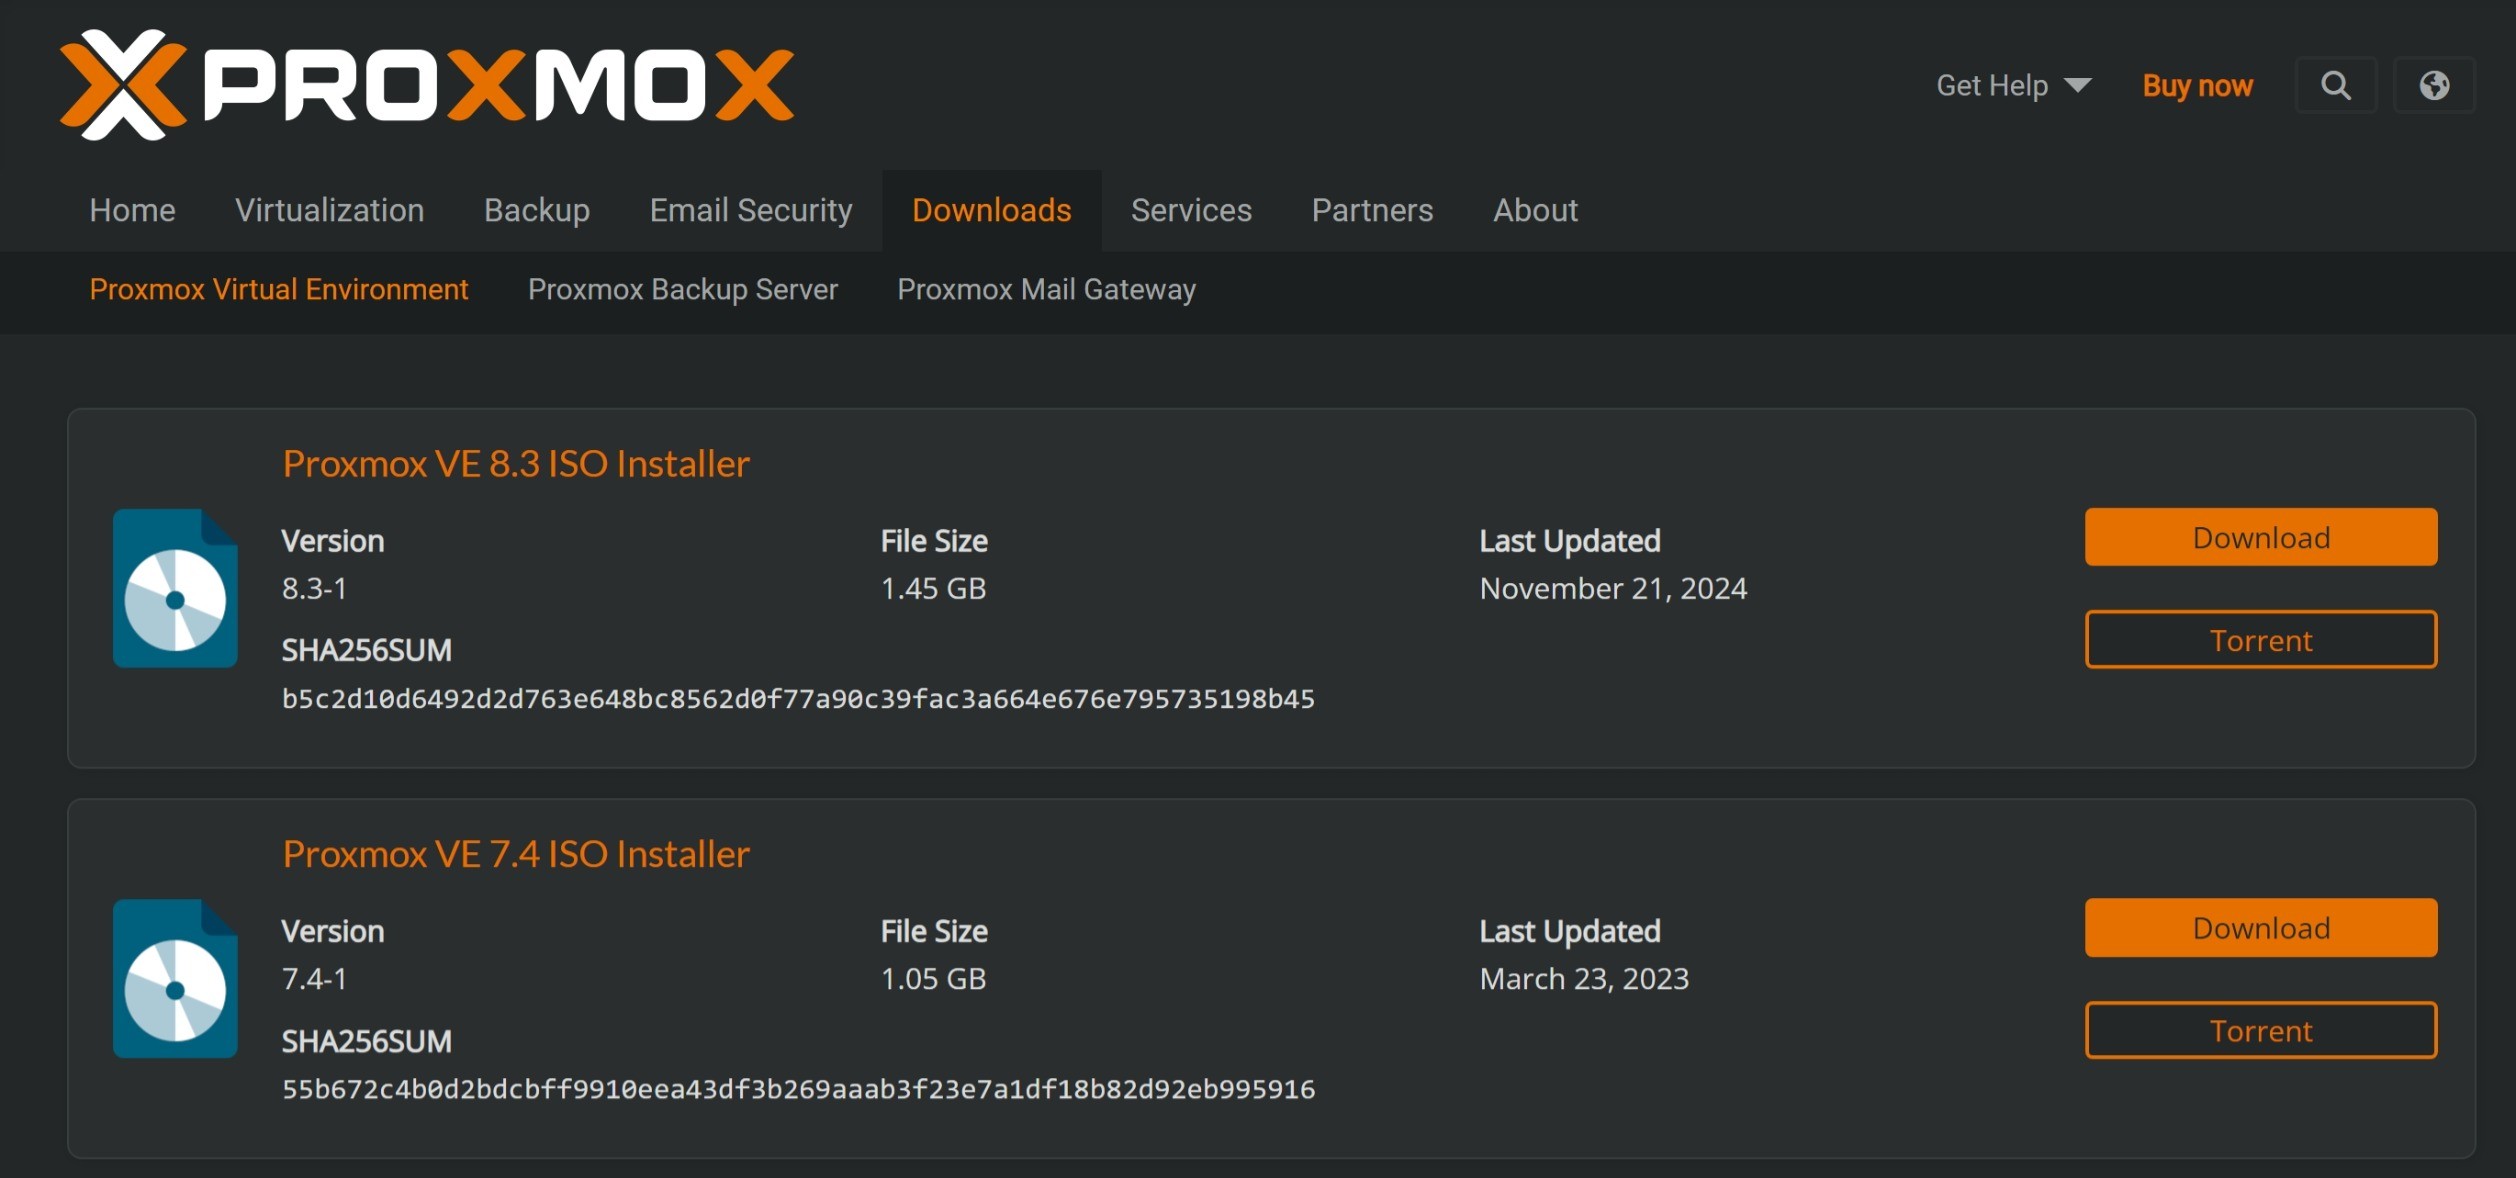 PROXMOX
Get Help
Buy now
Home Virtualization Backup Email Security Downloads Services Partners About
Proxmox Virtual Environment Proxmox Backup Server Proxmox Mail Gateway
Proxmox VE 8.3 ISO Installer
Version File Size Last Updated
8.3-1 1.45 GB November 21, 2024
Download
SHA256SUM
Torrent
b5c2d10d6492d2d763e648bc8562d0f77a90c39fac3a664e676e795735198b45
Proxmox VE 7.4 ISO Installer
Version File Size Last Updated
7.4-1 1.05 GB March 23, 2023
Download
SHA256SUM
Torrent
55b672c4b0d2bdcbff9910eea43df3b269aaab3f23e7a1df18b82d92eb995916